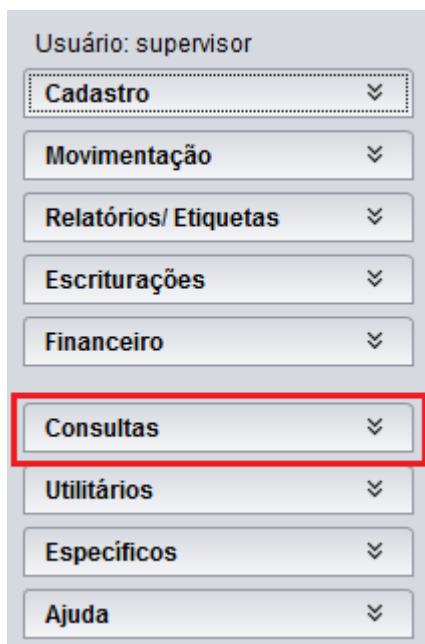 Usuário: supervisor
Cadastro
Movimentação
Relatórios/ Etiquetas
Escriturações
Financeiro
Consultas
Utilitários
Específicos
Ajuda